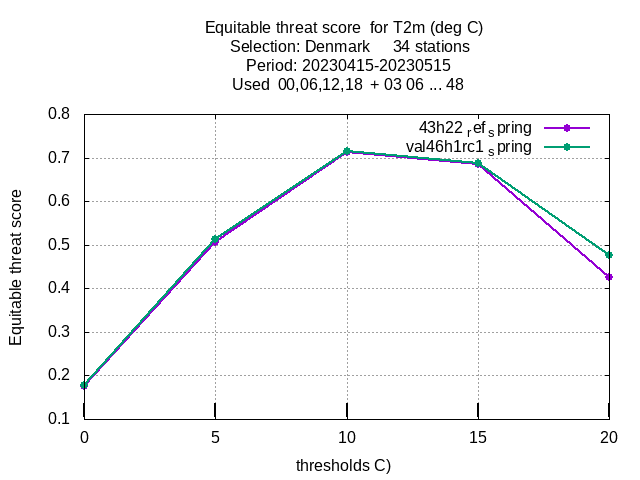 Equitable threat score for T2m (deg C)
Selection: Denmark 34 stations
Period: 20230415-20230515
Used 00,06,12,18 + 03 06 ... 48
43h22 ref spring
val46h1rc1 spring
0.8
0.7
0.6
0.5
0.4
0.3
0.2
0.1
Equitable threat score
0 5 10 15 20
thresholds C)